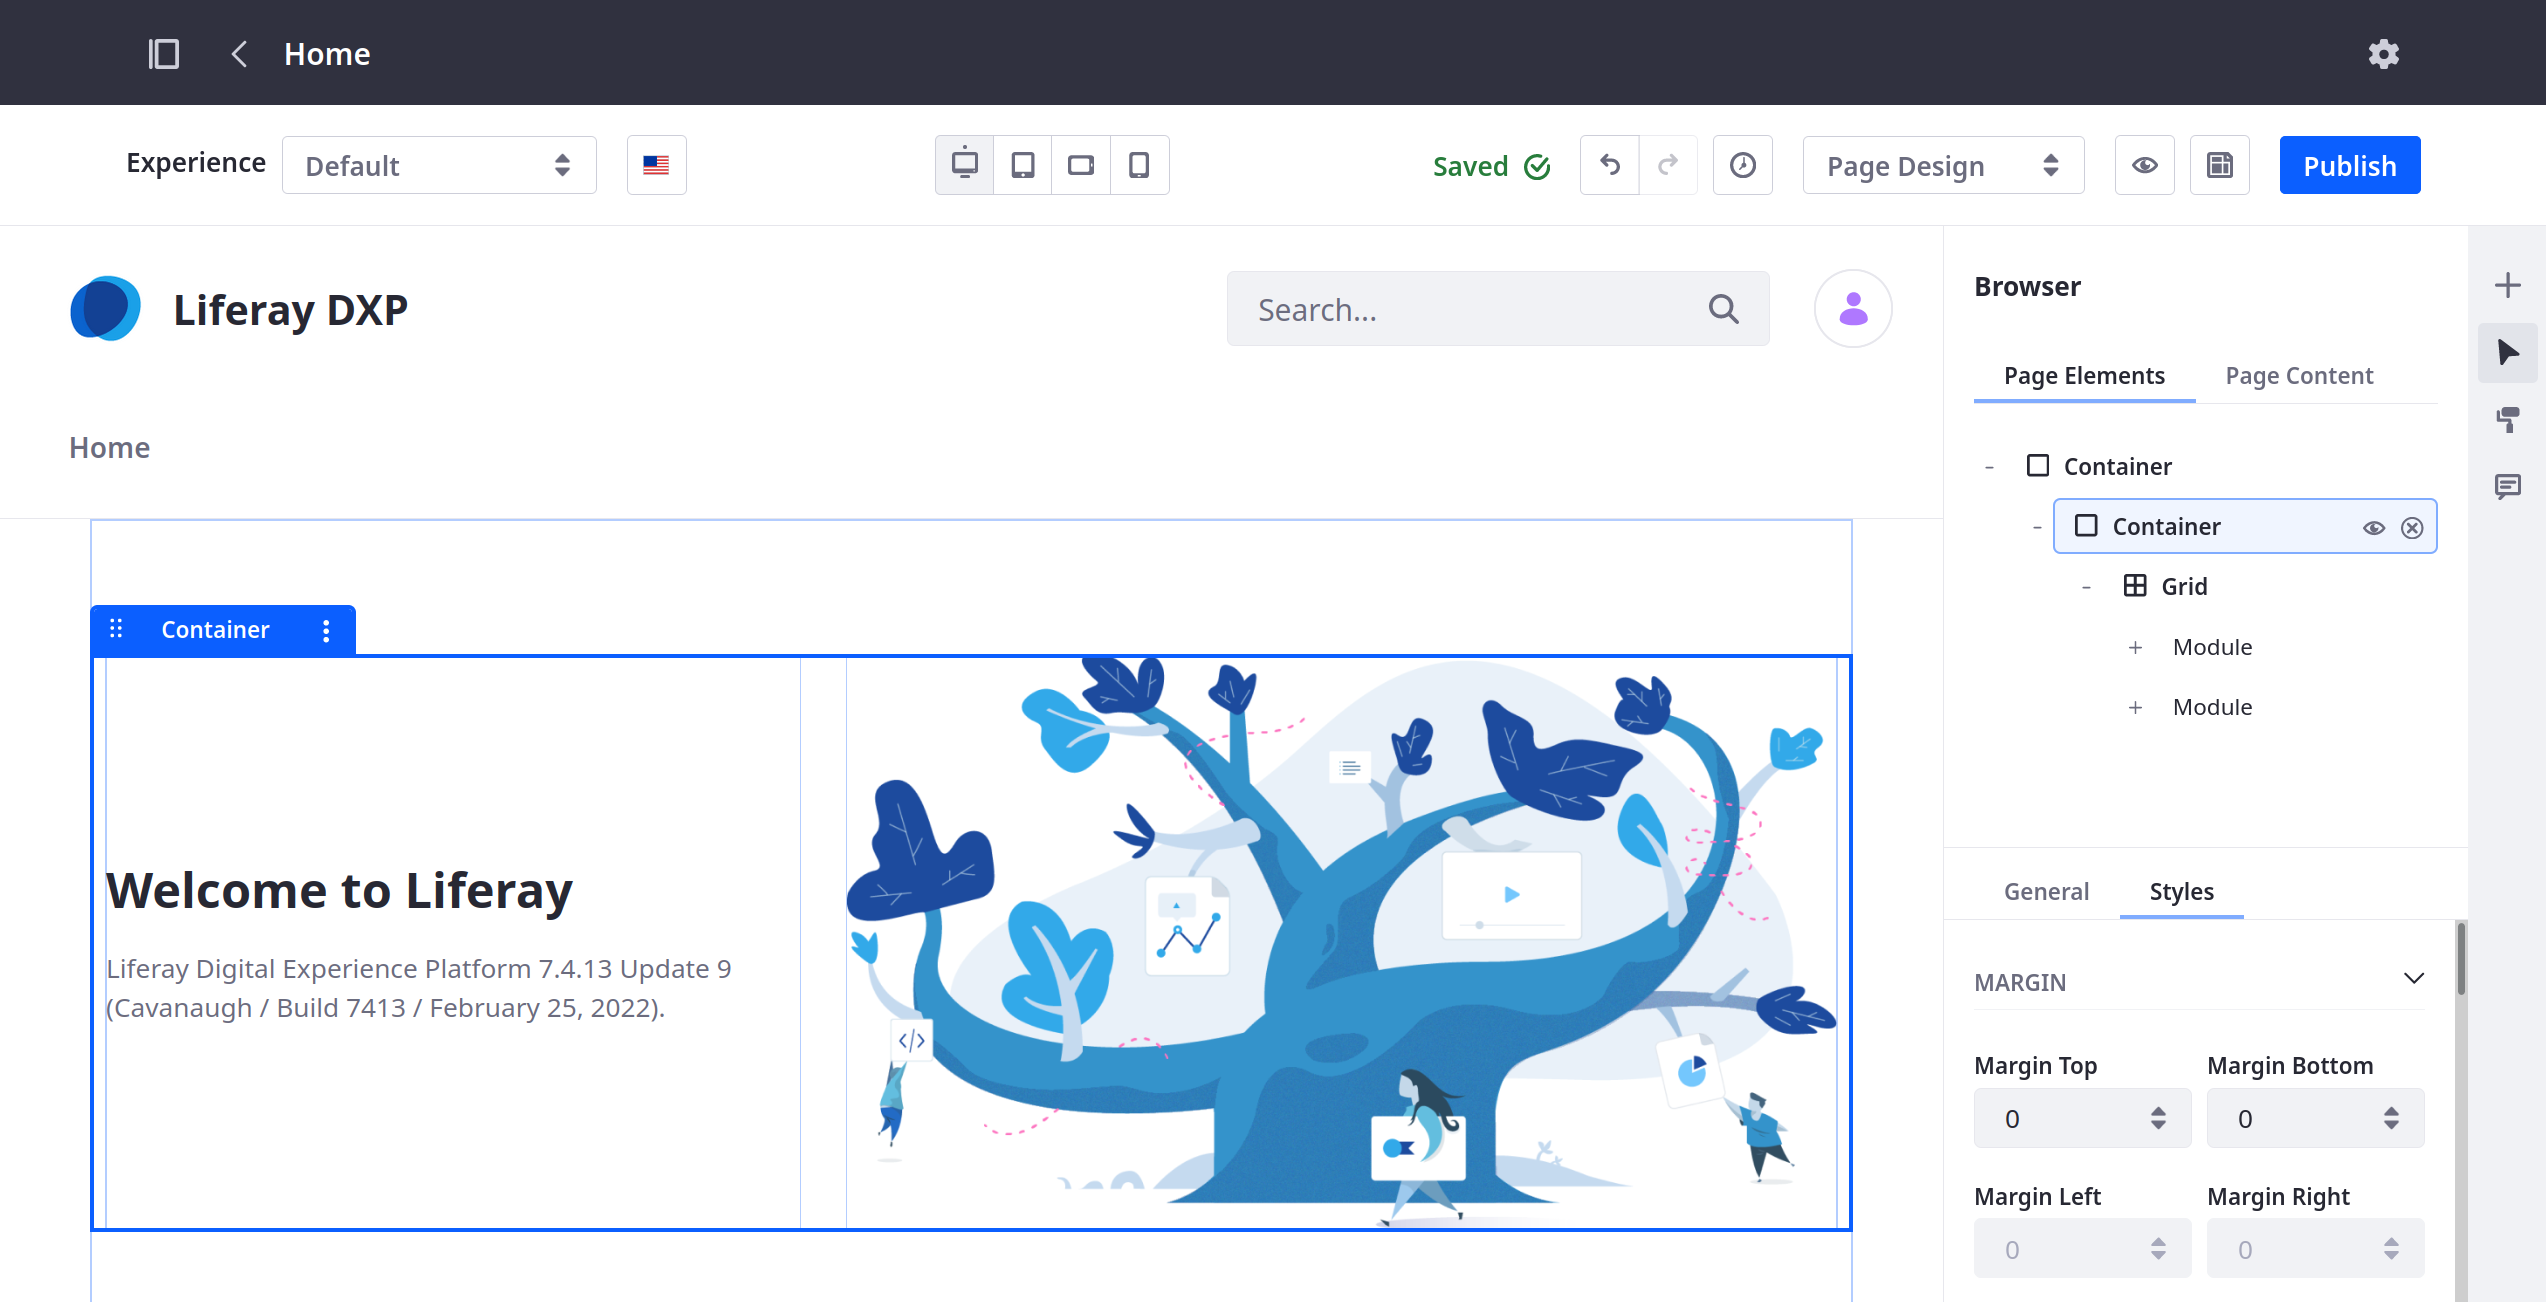 Home
Experience
Default
Saved
Page Design
Publish
Liferay DXP
Search...
Home
Container
Welcome to Liferay
Liferay Digital Experience Platform 7.4.13 Update 9
(Cavanaugh / Build 7413 / February 25, 2022).
</>
Browser
Page Elements
Page Content
Container
Container
Grid
Module
Module
General
Styles
MARGIN
Margin Top
Margin Bottom
0
0
Margin Left
Margin Right
0
0